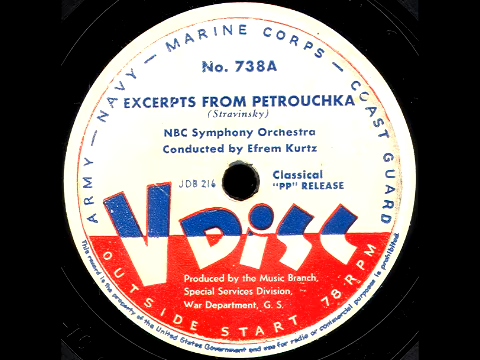 ARMY — NAVY — MARINE CORPS — COAST GUARD
No. 738A
EXCERPTS FROM PETROUCHKA
(Stravinsky)
NBC Symphony Orchestra
Conducted by Efrem Kurtz
JDB 216
Classical
"PP" RELEASE
V DISC
Produced by the Music Branch,
Special Services Division,
War Department, G. S.
OUTSIDE START 78 RPM
This record is the property of the United States Government and use for radio or commercial purposes is prohibited.